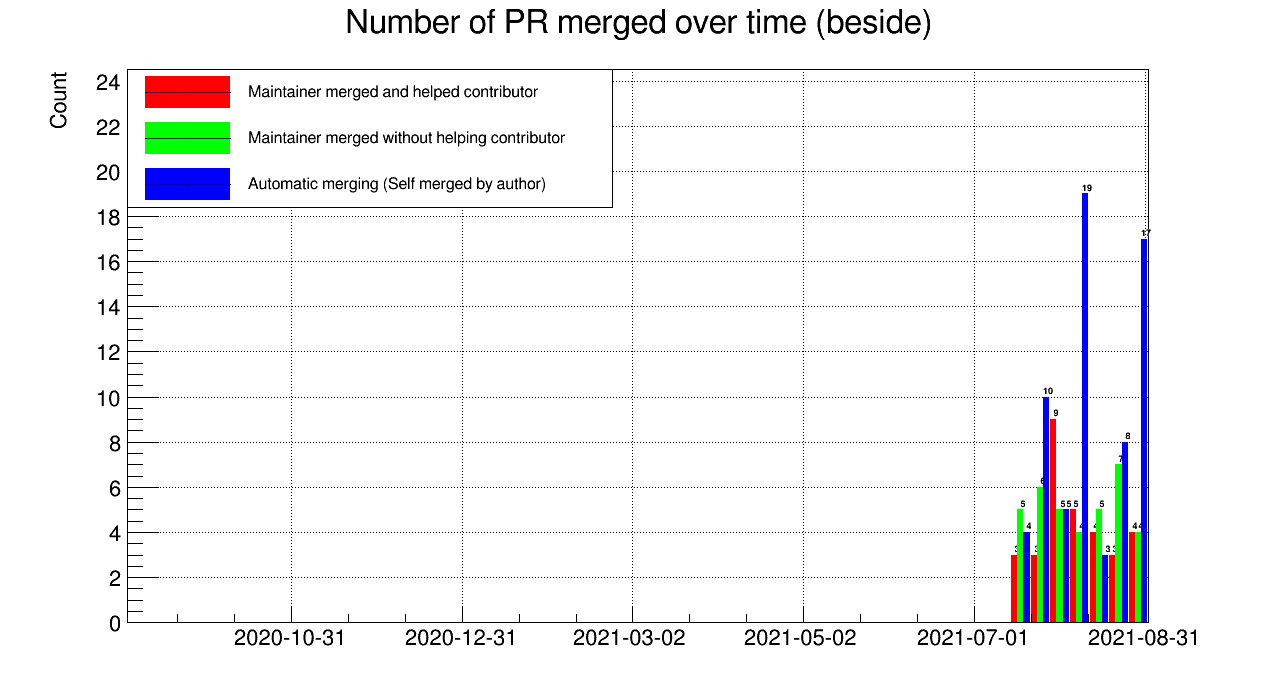 Number of PR merged over time (beside)
Count
24
22
20
18
16
14
12
10
8
6
4
2
0
Maintainer merged and helped contributor
Maintainer merged without helping contributor
Automatic merging (Self merged by author)
3 5 4 3 6 10 9 5 5 5 4 19 4 5 3 3 7 8 4 4 17
2020-10-31 2020-12-31 2021-03-02 2021-05-02 2021-07-01 2021-08-31